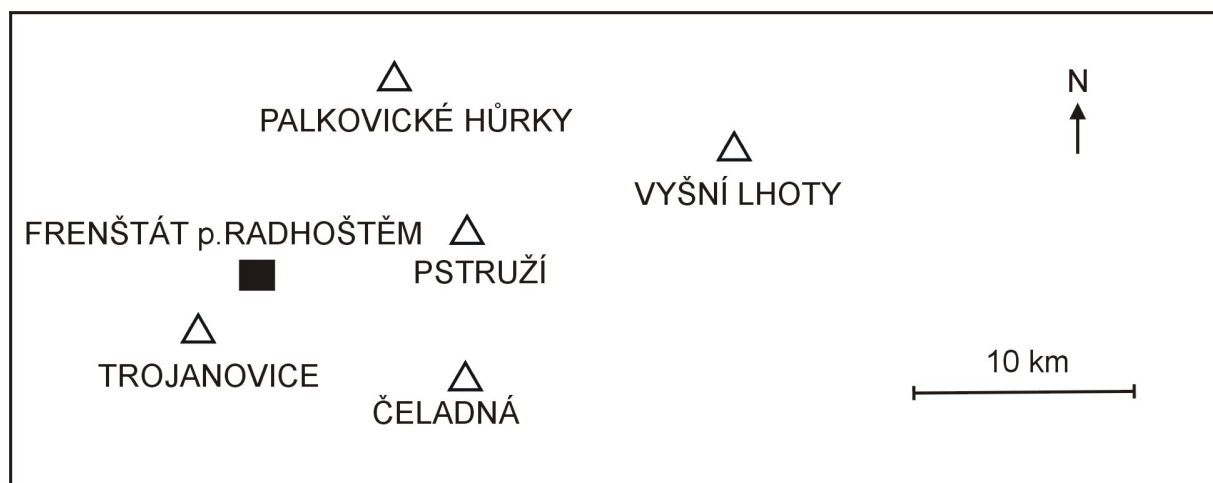 N
PALKOVICKÉ HŮRKY
VYŠNÍ LHOTY
FRENŠTÁT p.RADHOŠTĚM
PSTRUŽÍ
TROJANOVICE
10 km
ČELADNÁ